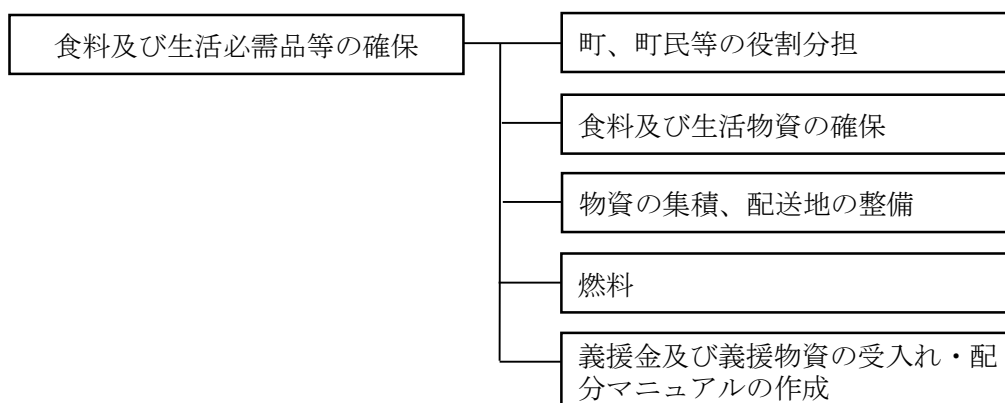 食料及び生活必需品等の確保
町、町民等の役割分担
食料及び生活物資の確保
物資の集積、配送地の整備
燃料
義援金及び義援物資の受入れ・配
分マニュアルの作成